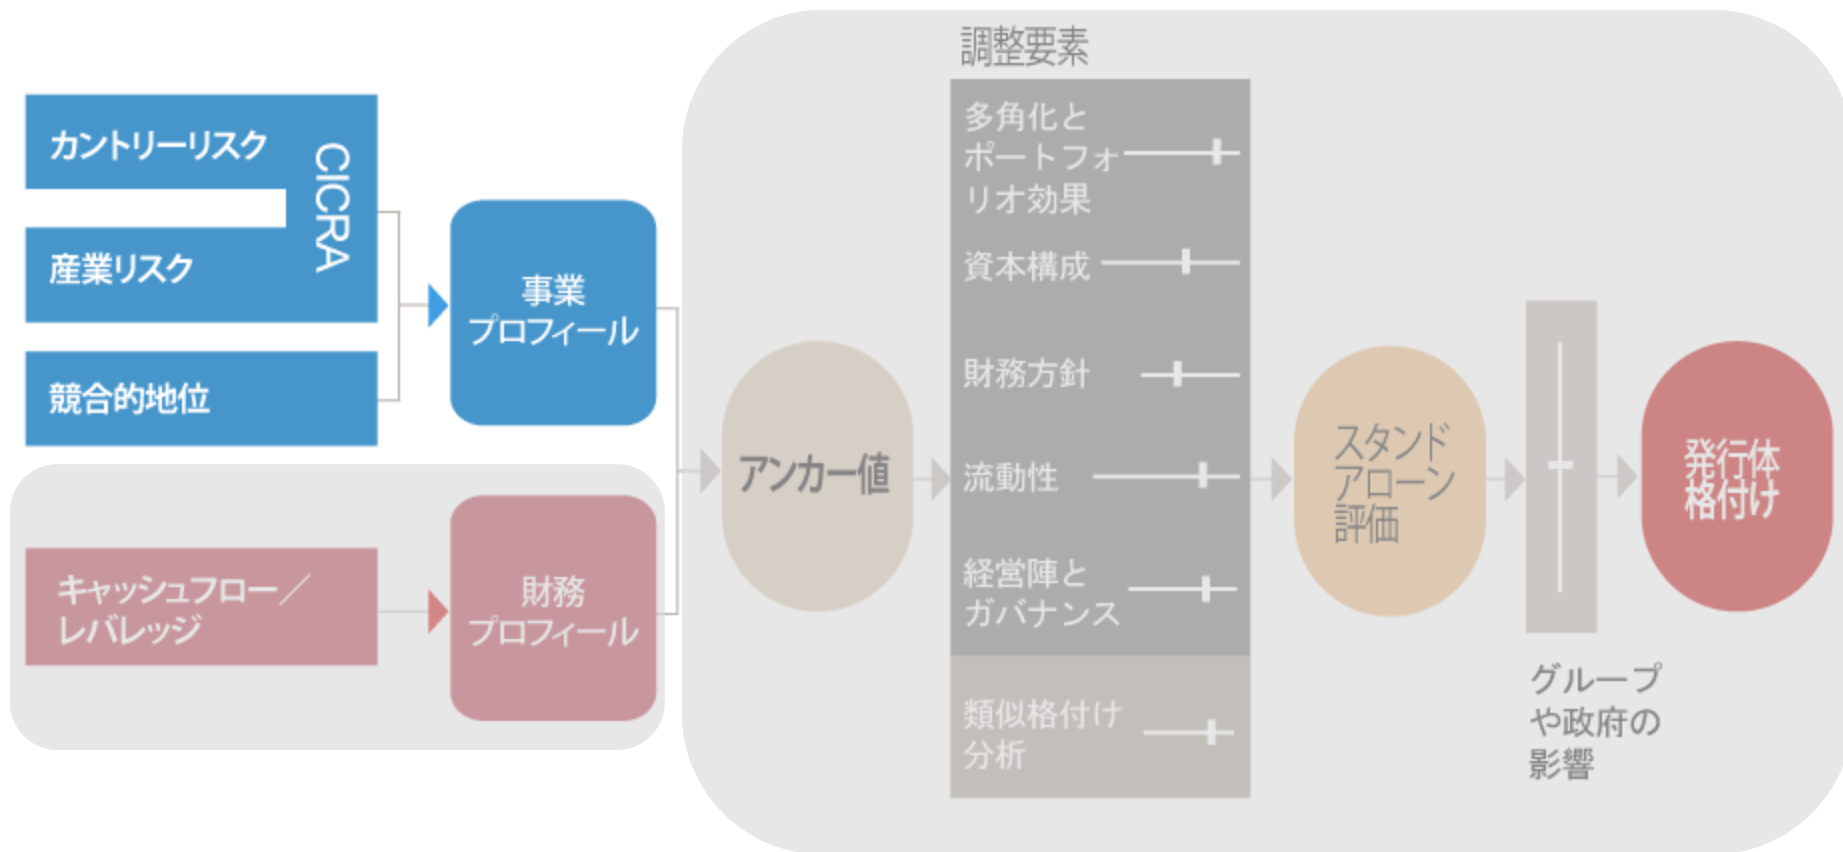 カントリーリスク
CICRA
産業リスク
競合的地位
事業
プロフィール
キャッシュフロー／
レバレッジ
財務
プロフィール
アンカー値
調整要素
多角化と
ポートフォ
リオ効果
資本構成
財務方針
流動性
経営陣と
ガバナンス
類似格付け
分析
スタンド
アローン
評価
グループ
や政府の
影響
発行体
格付け